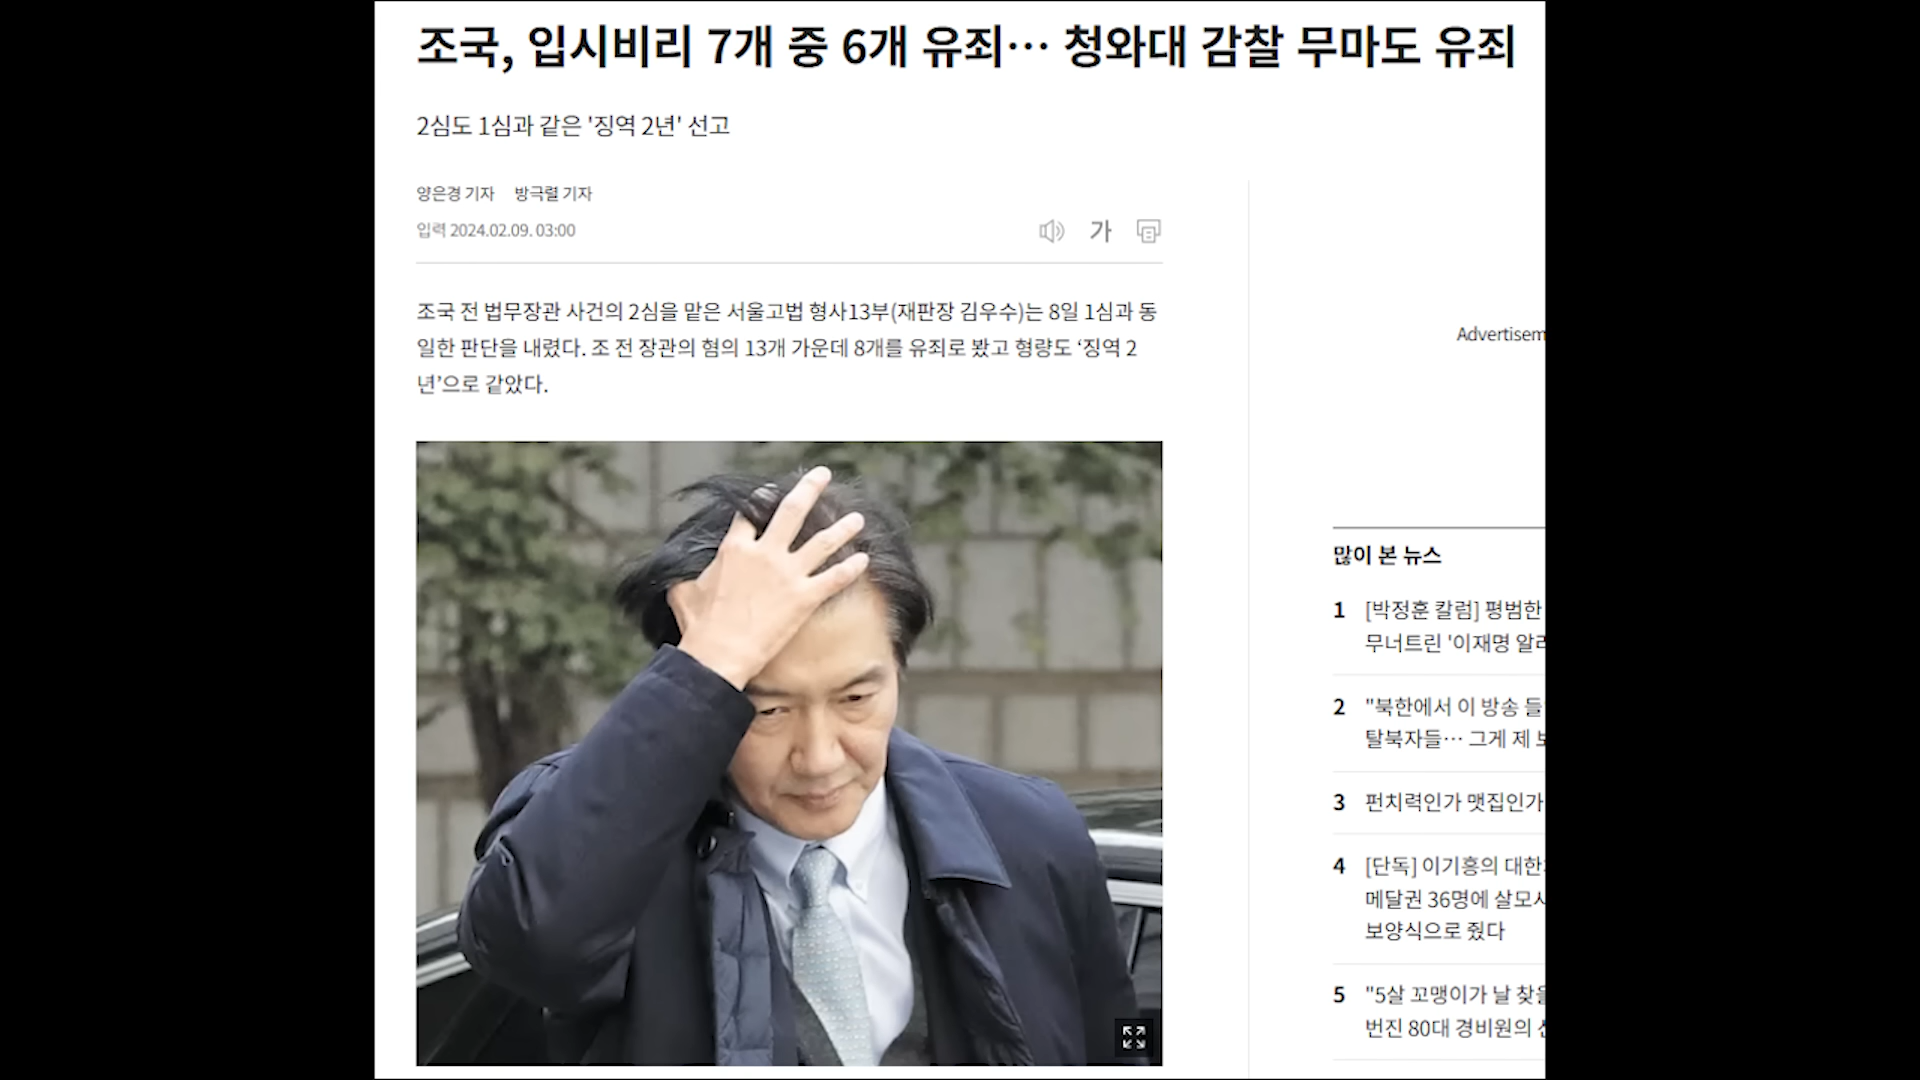 조국, 입시비리 7개 중 6개 유죄… 청와대 감찰 무마도 유죄
2심도 1심과 같은 '징역 2년' 선고
양은경 기자 방극렬 기자
입력 2024.02.09. 03:00
가
조국 전 법무장관 사건의 2심을 맡은 서울고법 형사13부(재판장 김우수)는 8일 1심과 동
일한 판단을 내렸다. 조 전 장관의 혐의 13개 가운데 8개를 유죄로 봤고 형량도 ‘징역 2
년’으로 같았다.
Advertisem
많이 본 뉴스
1 [박정훈 칼럼] 평범한
무너트린 '이재명 알
2 "북한에서 이 방송 들
탈북자들… 그게 제
3 펀치력인가 맷집인가
4 [단독] 이기흥의 대한
메달권 36명에 살모사
보양식으로 줬다
5 "5살 꼬맹이가 날 찾을
번진 80대 경비원의